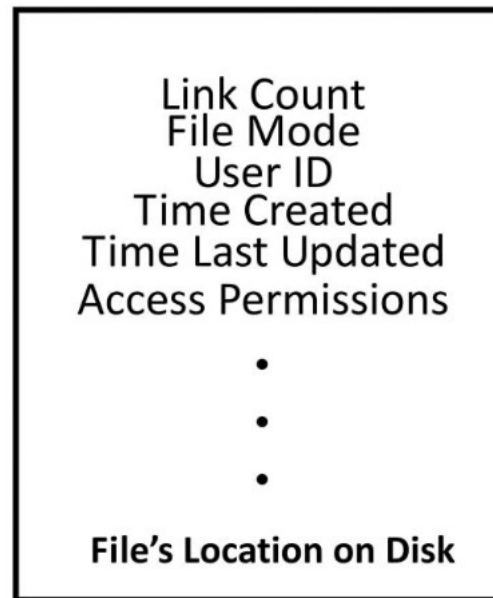 Link Count
File Mode
User ID
Time Created
Time Last Updated
Access Permissions
•
•
•
File's Location on Disk